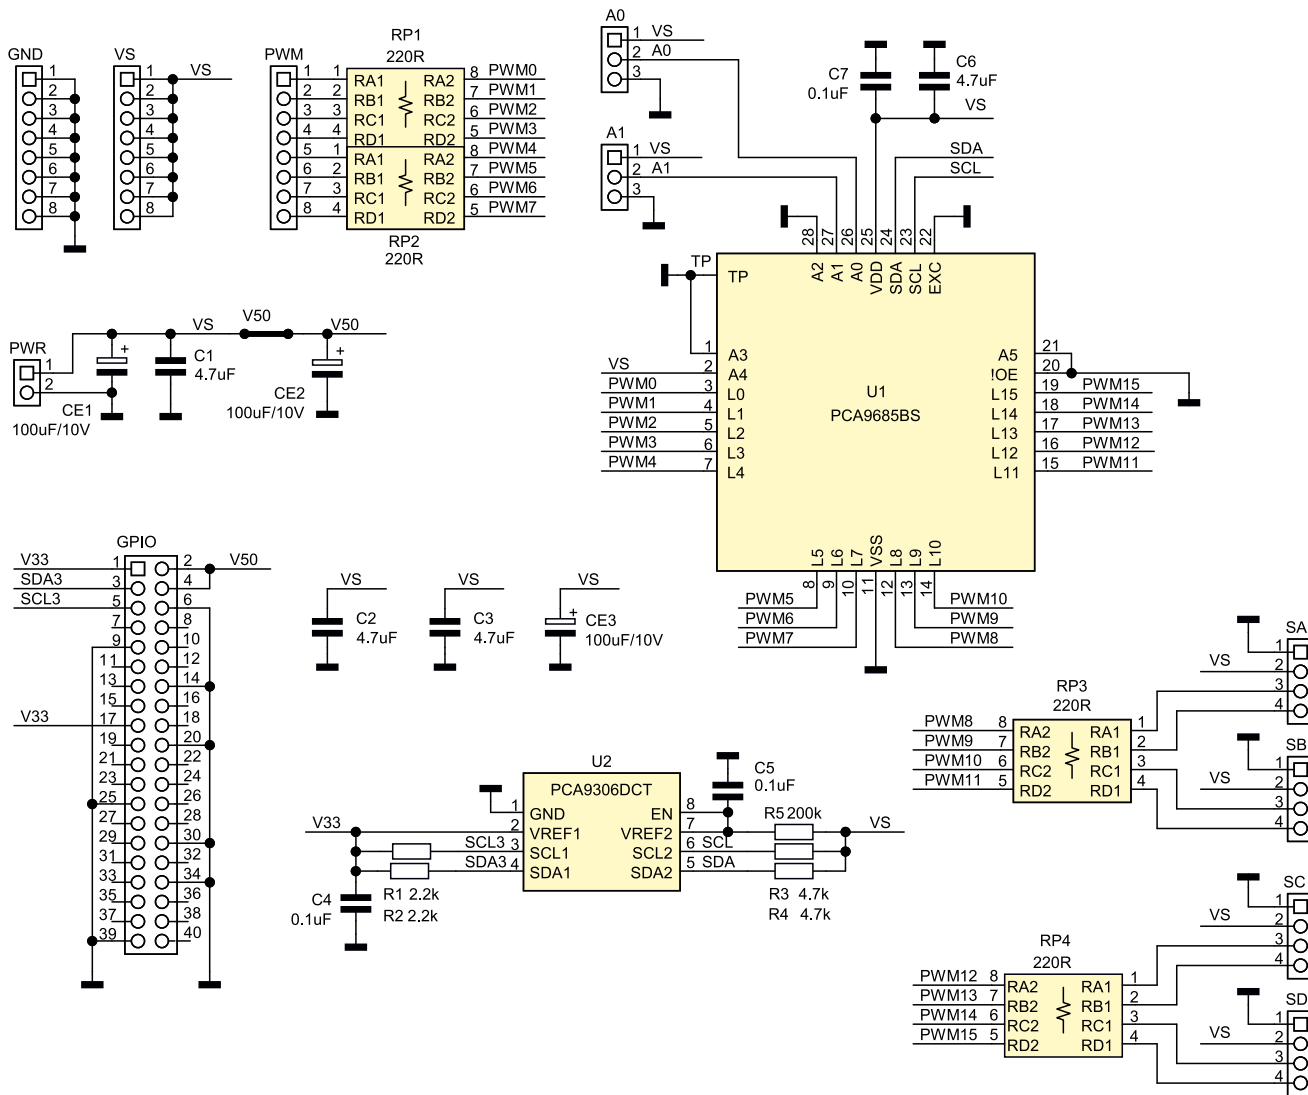 GND
1
2
3
4
5
6
7
8
VS
1
2
3
4
5
6
7
8
VS
PWM
1
2
3
4
5
6
7
8
RP1
220R
1 RA1 RA2 8 PWM0
2 RB1 RB2 7 PWM1
3 RC1 RC2 6 PWM2
4 RD1 RD2 5 PWM3
1 RA1 RA2 8 PWM4
2 RB1 RB2 7 PWM5
3 RC1 RC2 6 PWM6
4 RD1 RD2 5 PWM7
RP2
220R
A0
1 VS
2 A0
3
A1
1 VS
2 A1
3
C7
0.1uF
C6
4.7uF
VS
SDA
SCL
28 27 26 25 24 23 22
A2 A1 A0 VDD SDA SCL EXC
TP
TP
1 A3
VS 2 A4
PWM0 3 L0
PWM1 4 L1
PWM2 5 L2
PWM3 6 L3
PWM4 7 L4
U1
PCA9685BS
A5 21
!OE 20
L15 19 PWM15
L14 18 PWM14
L13 17 PWM13
L12 16 PWM12
L11 15 PWM11
L5 L6 L7 VSS L8 L9 L10
8 9 10 11 12 13 14
PWM5
PWM6
PWM7
PWM10
PWM9
PWM8
PWR
1
2
VS
V50
V50
+
CE1
100uF/10V
C1
4.7uF
+
CE2
100uF/10V
GPIO
V33 1 2 V50
SDA3 3 4
SCL3 5 6
7 8
9 10
11 12
13 14
15 16
V33 17 18
19 20
21 22
23 24
25 26
27 28
29 30
31 32
33 34
35 36
37 38
39 40
VS
C2
4.7uF
VS
C3
4.7uF
VS
+
CE3
100uF/10V
U2
PCA9306DCT
1 GND EN 8
V33 2 VREF1 VREF2 7
SCL3 3 SCL1 SCL2 6 SCL
SDA3 4 SDA1 SDA2 5 SDA
C5
0.1uF
R5 200k
VS
C4
0.1uF
R1 2.2k
R2 2.2k
R3 4.7k
R4 4.7k
RP3
220R
PWM8 8 RA2 RA1 1
PWM9 7 RB2 RB1 2
PWM10 6 RC2 RC1 3
PWM11 5 RD2 RD1 4
SA
1
VS 2
3
4
SB
1
VS 2
3
4
RP4
220R
PWM12 8 RA2 RA1 1
PWM13 7 RB2 RB1 2
PWM14 6 RC2 RC1 3
PWM15 5 RD2 RD1 4
SC
1
VS 2
3
4
SD
1
VS 2
3
4